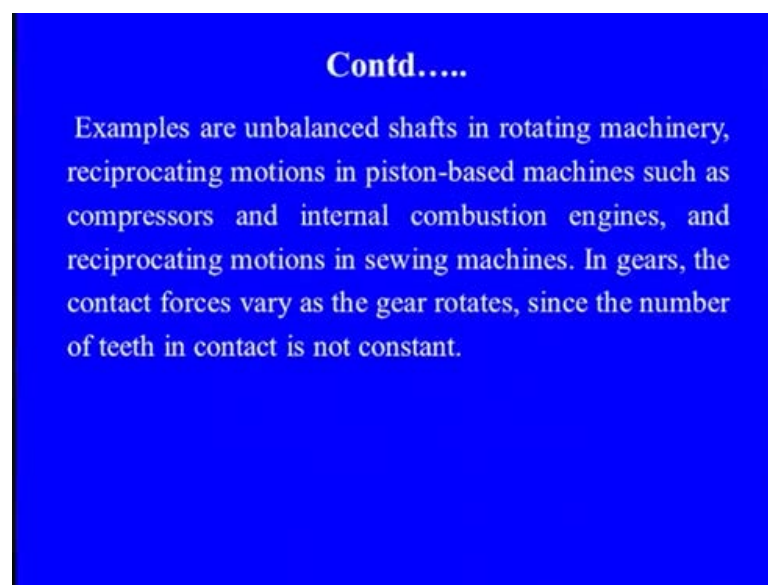 Contd.....
Examples are unbalanced shafts in rotating machinery,
reciprocating motions in piston-based machines such as
compressors and internal combustion engines, and
reciprocating motions in sewing machines. In gears, the
contact forces vary as the gear rotates, since the number
of teeth in contact is not constant.